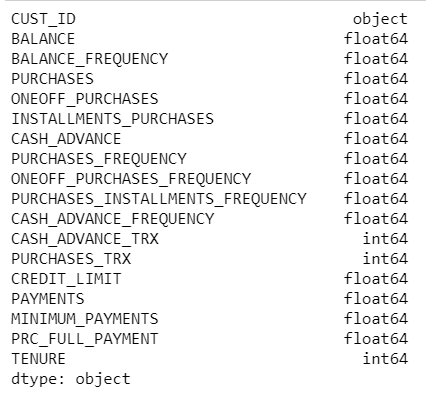 CUST_ID object
BALANCE float64
BALANCE_FREQUENCY float64
PURCHASES float64
ONEOFF_PURCHASES float64
INSTALLMENTS_PURCHASES float64
CASH_ADVANCE float64
PURCHASES_FREQUENCY float64
ONEOFF_PURCHASES_FREQUENCY float64
PURCHASES_INSTALLMENTS_FREQUENCY float64
CASH_ADVANCE_FREQUENCY float64
CASH_ADVANCE_TRX int64
PURCHASES_TRX int64
CREDIT_LIMIT float64
PAYMENTS float64
MINIMUM_PAYMENTS float64
PRC_FULL_PAYMENT float64
TENURE int64
dtype: object